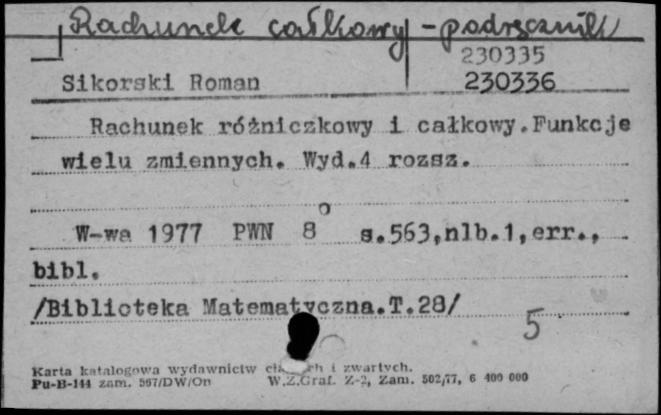 Rachunek całkowy - podręczniki
230335
Sikorski Roman 230336
Rachunek różniczkowy i całkowy.Funkcje
wielu zmiennych. Wyd.4 rozsz.
W-wa 1977 PWN 8° s.563,nlb.1,err.,
bibl.
/Biblioteka Matematyczna.T.28/
5
Karta katalogowa wydawnictw i zwartych.
Pu-B-144 zam. 567/DW/On W.Z.Graf. Z-2, Zam. 502/77, 6 400 000